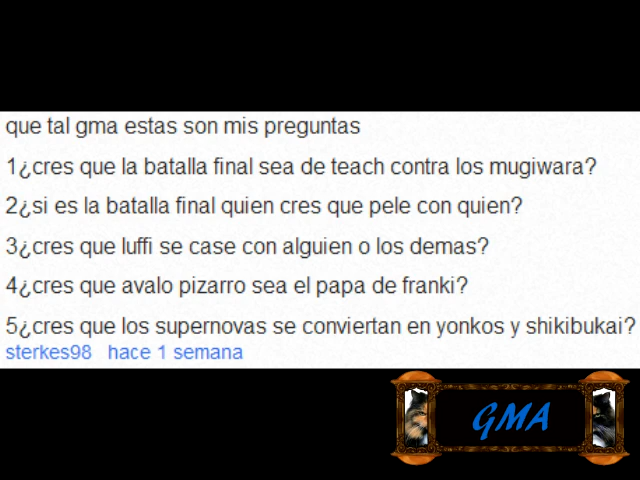 que tal gma estas son mis preguntas
1¿cres que la batalla final sea de teach contra los mugiwara?
2¿si es la batalla final quien cres que pele con quien?
3¿cres que luffi se case con alguien o los demas?
4¿cres que avalo pizarro sea el papa de franki?
5¿cres que los supernovas se conviertan en yonkos y shikibukai?
sterkes98 hace 1 semana
GMA